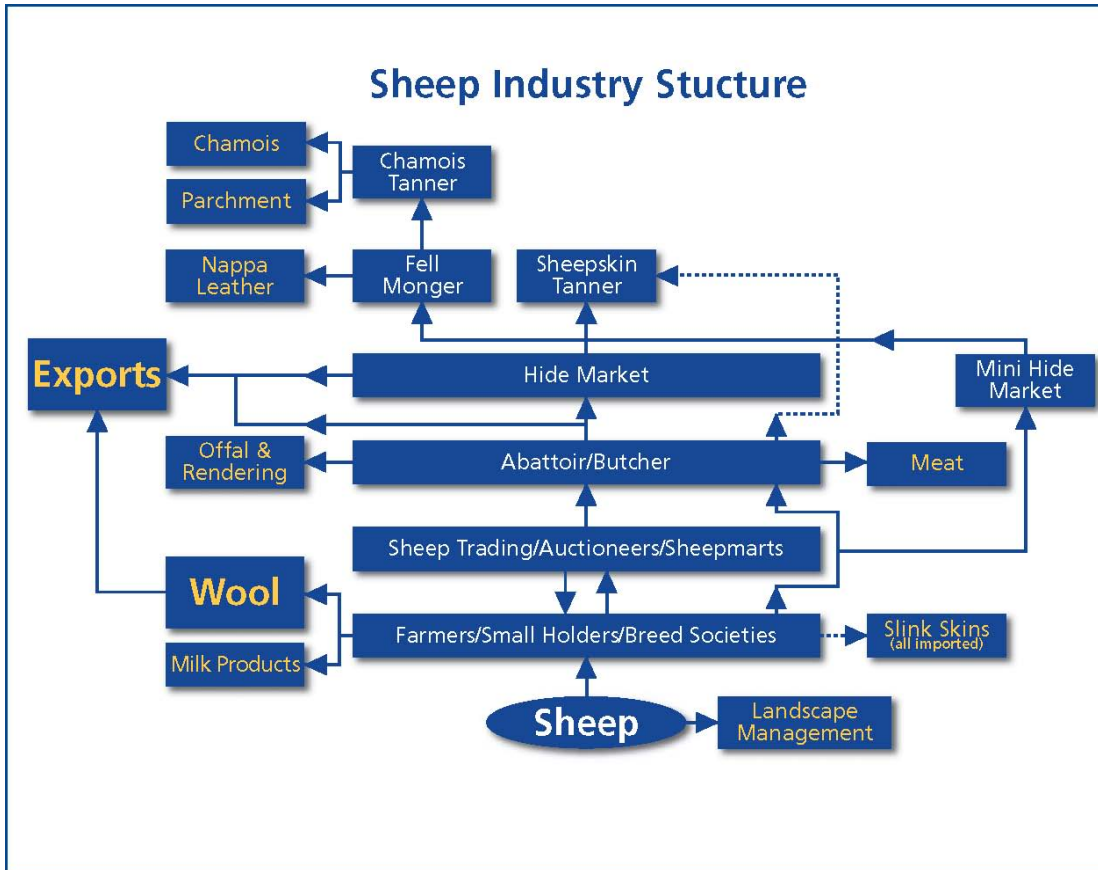 Sheep Industry Stucture
Chamois
Chamois
Tanner
Parchment
Nappa
Leather
Fell
Monger
Sheepskin
Tanner
Exports
Hide Market
Mini Hide
Market
Offal &
Rendering
Abattoir/Butcher
Meat
Sheep Trading/Auctioneers/Sheepmarts
Wool
Farmers/Small Holders/Breed Societies
Slink Skins
(all imported)
Milk Products
Sheep
Landscape
Management